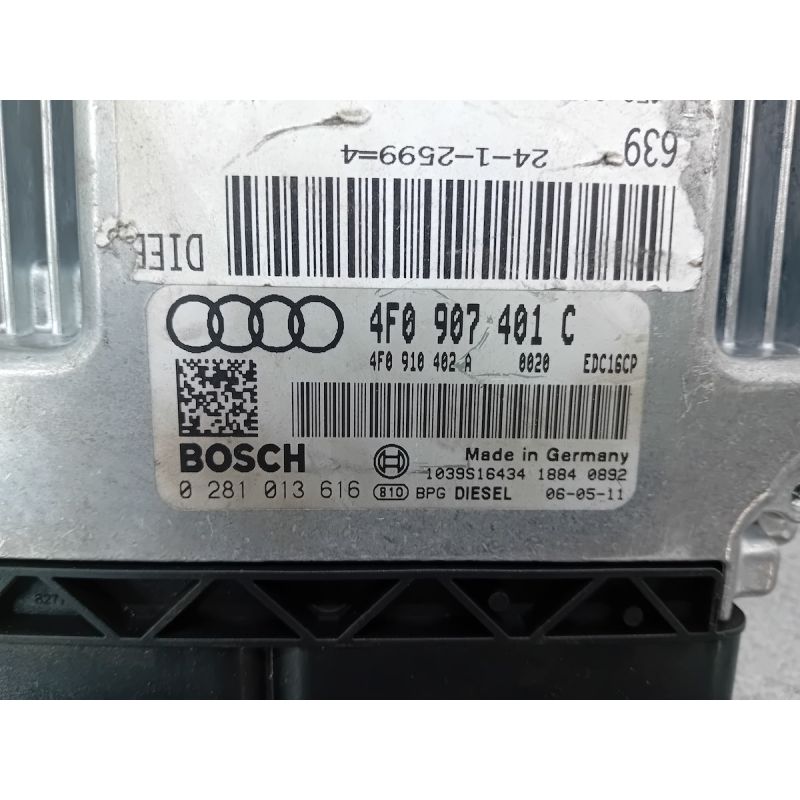 639
24-1-2599=4
4F0 907 401 C
4F0 910 402 A 0020 EDC16CP
BOSCH Made in Germany
1039S16434 1884 0892
0 281 013 616 810 BPG DIESEL 06-05-11
827